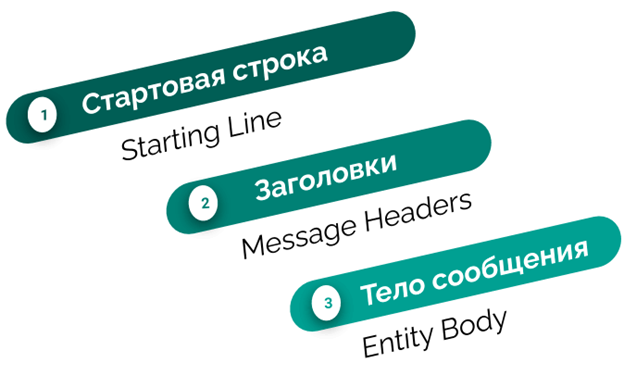 1 Стартовая строка
Starting Line
2 Заголовки
Message Headers
3 Тело сообщения
Entity Body